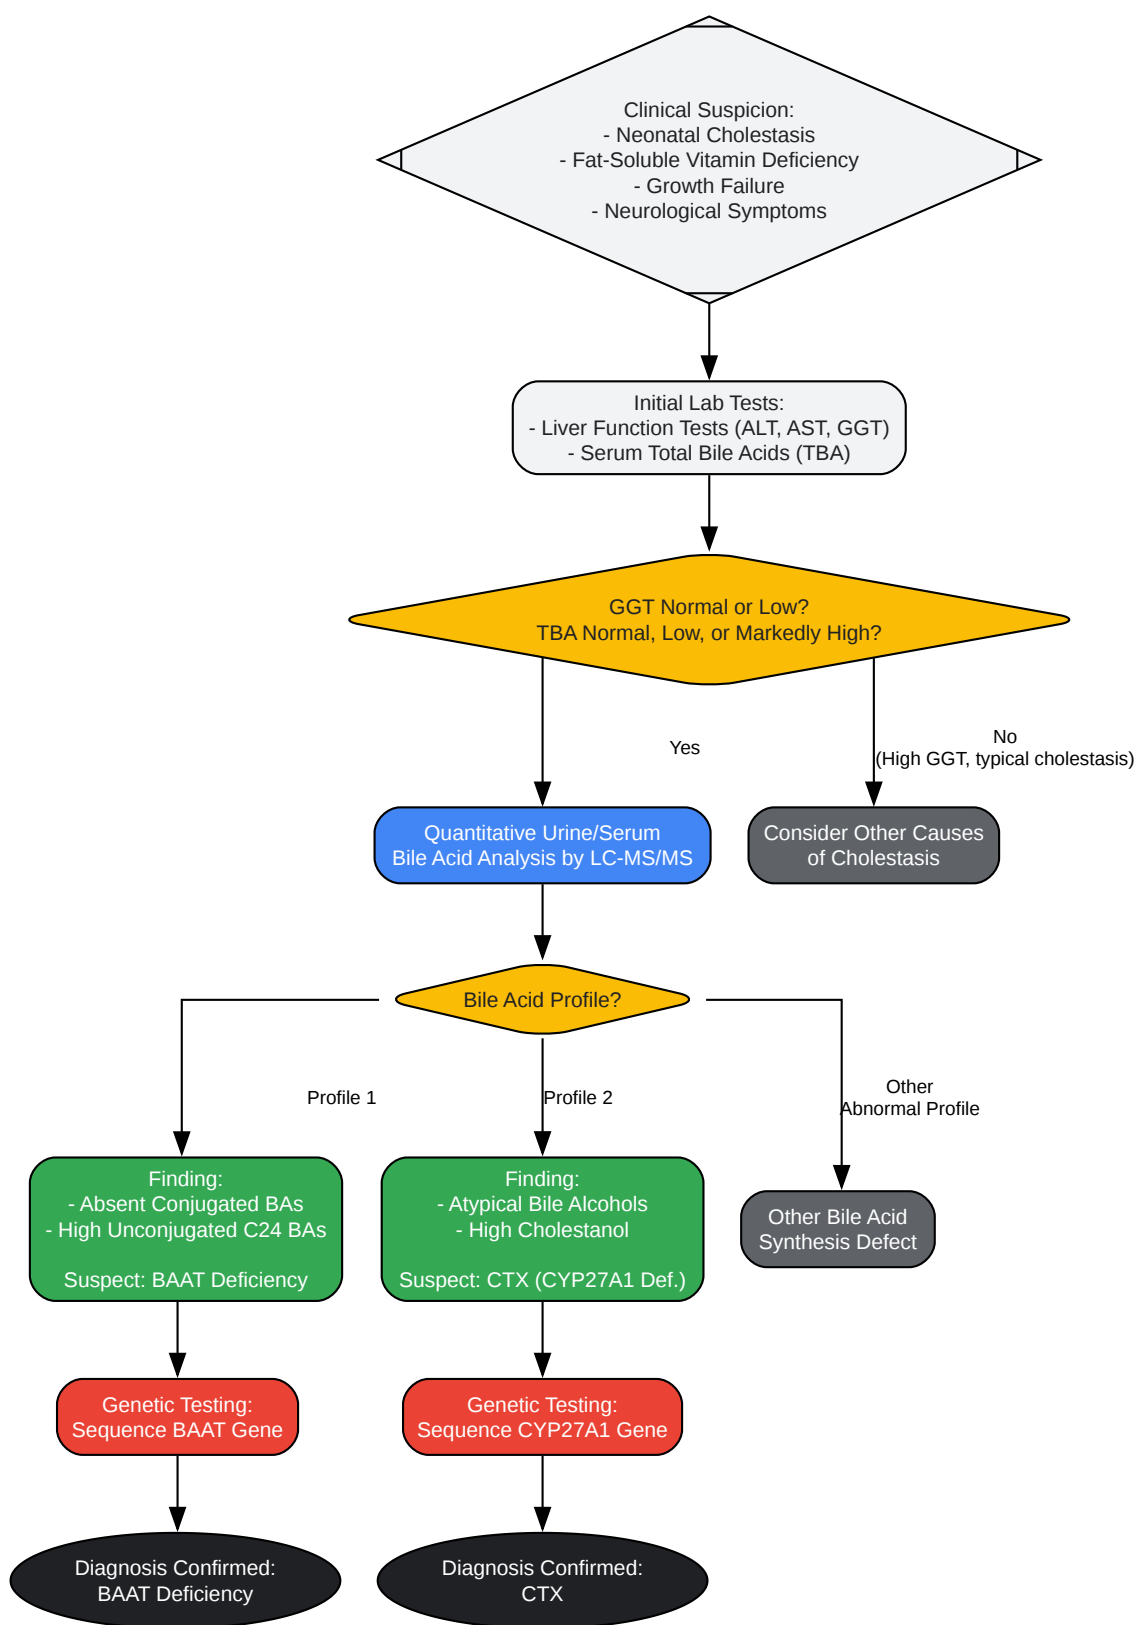 Clinical Suspicion:
- Neonatal Cholestasis
- Fat-Soluble Vitamin Deficiency
- Growth Failure
- Neurological Symptoms
Initial Lab Tests:
- Liver Function Tests (ALT, AST, GGT)
- Serum Total Bile Acids (TBA)
GGT Normal or Low?
TBA Normal, Low, or Markedly High?
Yes
No
(High GGT, typical cholestasis)
Quantitative Urine/Serum
Bile Acid Analysis by LC-MS/MS
Consider Other Causes
of Cholestasis
Bile Acid Profile?
Profile 1
Profile 2
Other
Abnormal Profile
Finding:
- Absent Conjugated BAs
- High Unconjugated C24 BAs
Suspect: BAAT Deficiency
Finding:
- Atypical Bile Alcohols
- High Cholestanol
Suspect: CTX (CYP27A1 Def.)
Other Bile Acid
Synthesis Defect
Genetic Testing:
Sequence BAAT Gene
Genetic Testing:
Sequence CYP27A1 Gene
Diagnosis Confirmed:
BAAT Deficiency
Diagnosis Confirmed:
CTX